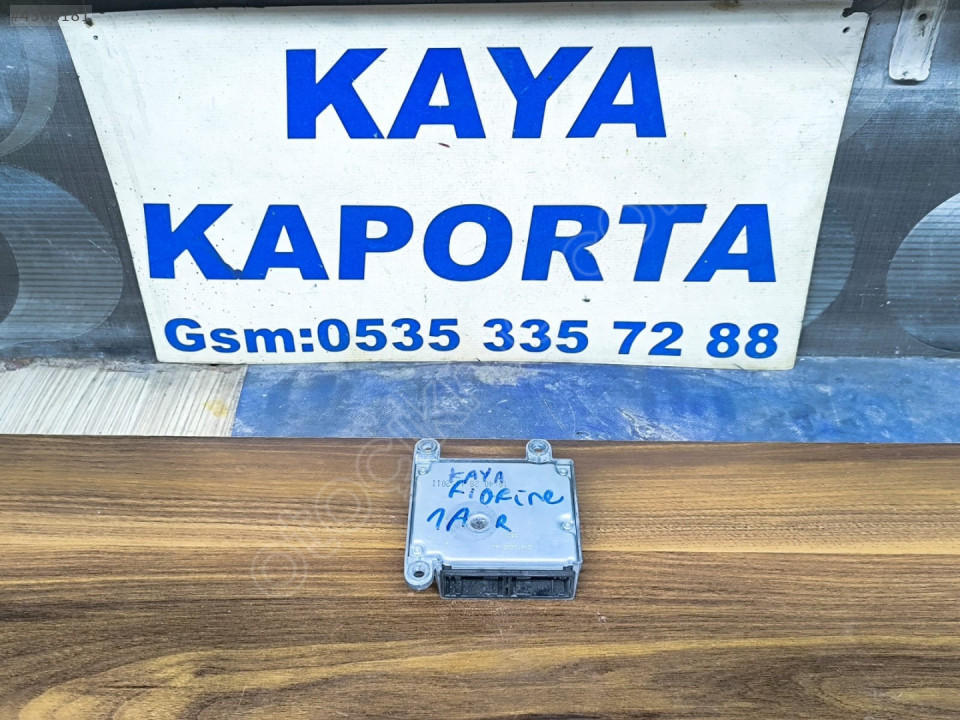 KAYA
KAPORTA
Gsm:0535 335 72 88
KAYA
FiORiNO
1A R